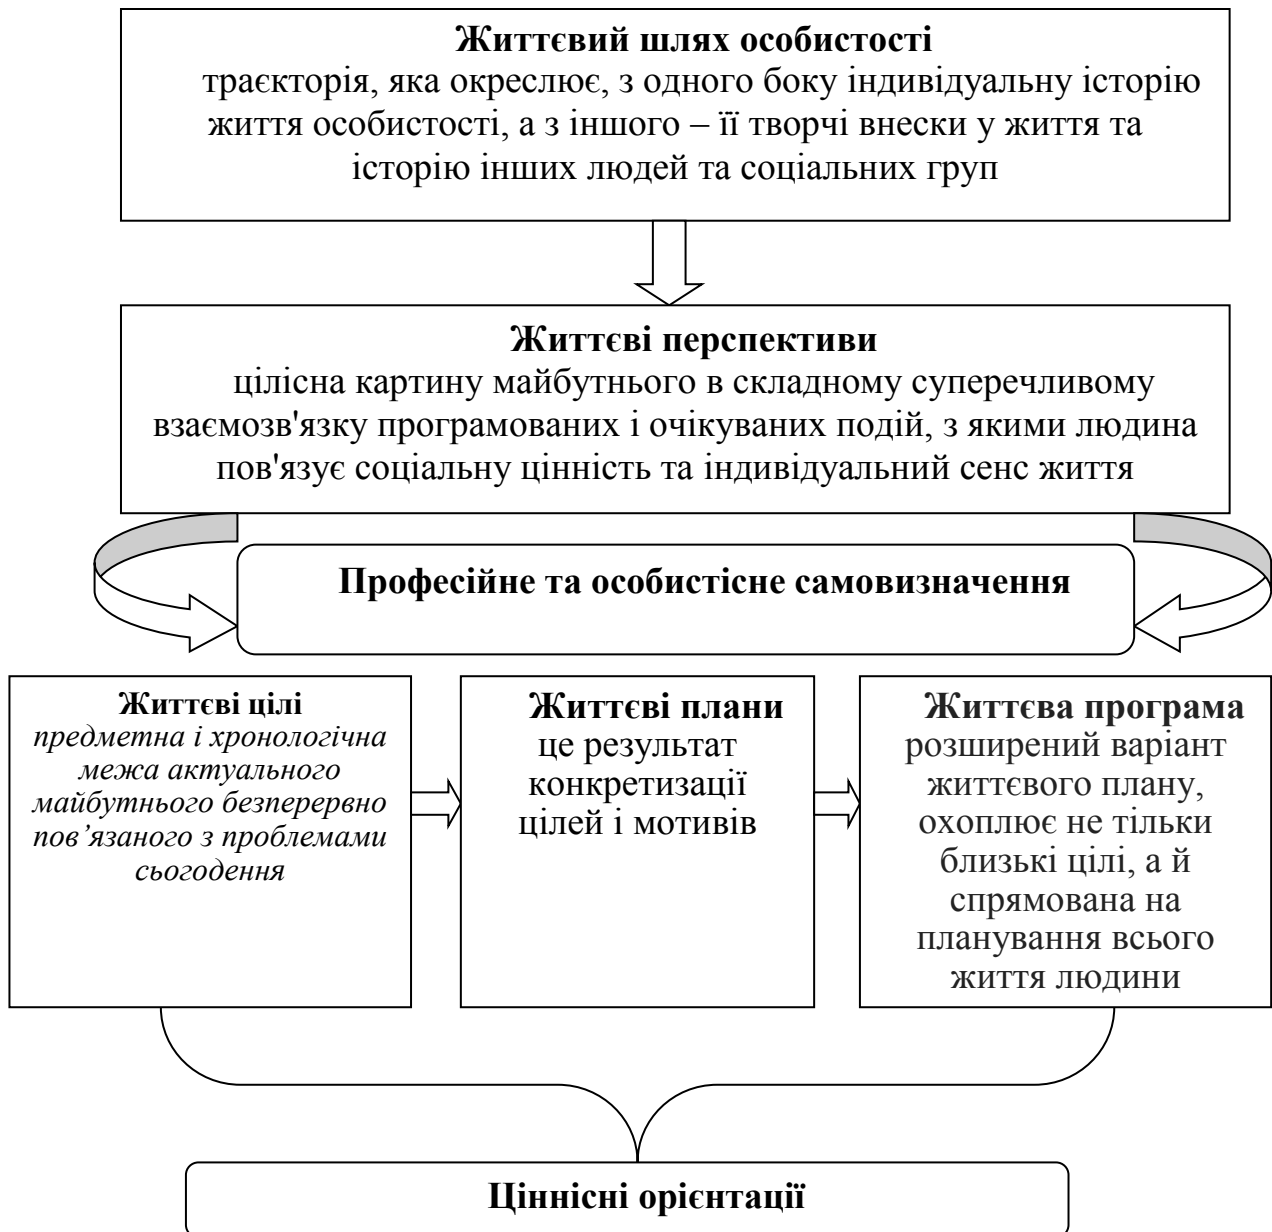 Життєвий шлях особистості
траєкторія, яка окреслює, з одного боку індивідуальну історію
життя особистості, а з іншого – її творчі внески у життя та
історію інших людей та соціальних груп
Життєві перспективи
цілісна картину майбутнього в складному суперечливому
взаємозв'язку програмованих і очікуваних подій, з якими людина
пов'язує соціальну цінність та індивідуальний сенс життя
Професійне та особистісне самовизначення
Життєві цілі
предметна і хронологічна
межа актуального
майбутнього безперервно
пов’язаного з проблемами
сьогодення
Життєві плани
це результат
конкретизації
цілей і мотивів
Життєва програма
розширений варіант
життєвого плану,
охоплює не тільки
близькі цілі, а й
спрямована на
планування всього
життя людини
Ціннісні орієнтації